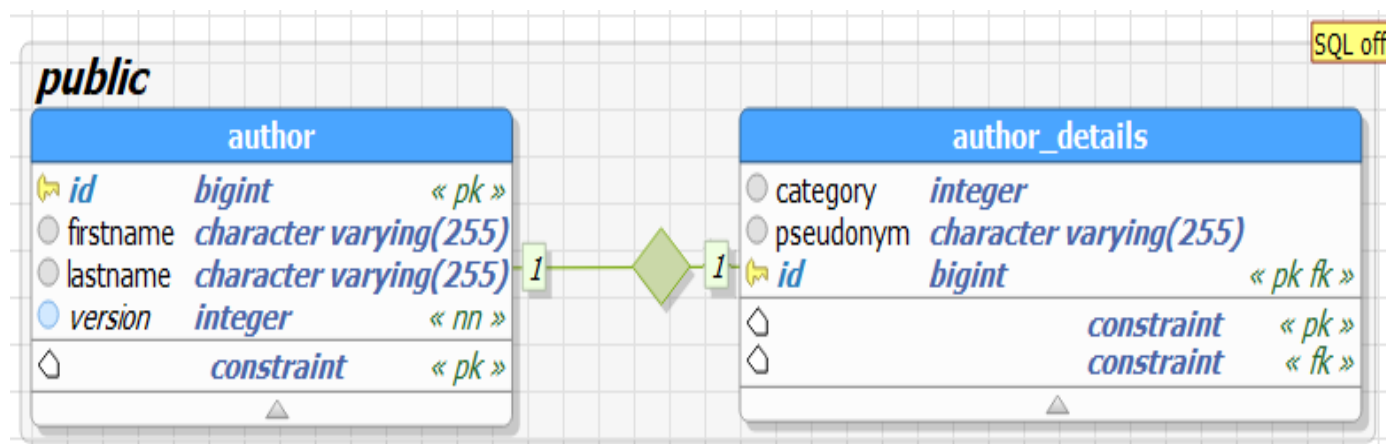 SQL off
public
author
id bigint « pk »
firstname character varying(255)
lastname character varying(255)
version integer « nn »
constraint « pk »
1
1
author_details
category integer
pseudonym character varying(255)
id bigint « pk fk »
constraint « pk »
constraint « fk »